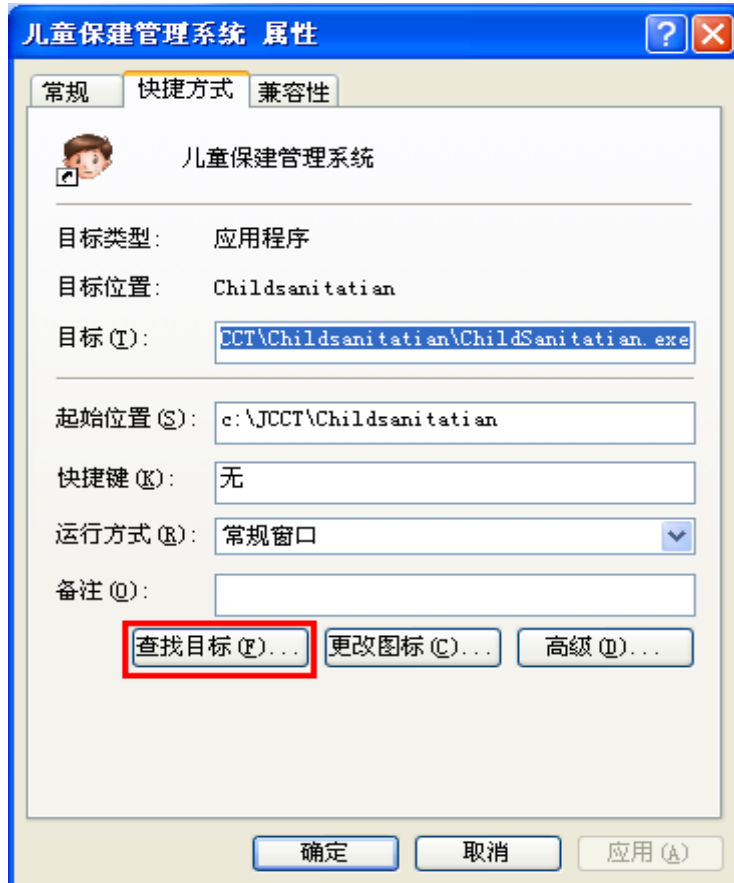 儿童保建管理系统 属性
常规 快捷方式 兼容性
儿童保建管理系统
目标类型: 应用程序
目标位置: Childsanitatian
目标(T): CCT\Childsanitatian\ChildSanitatian.exe
起始位置(S): c:\JCCT\Childsanitatian
快捷键(K): 无
运行方式(R): 常规窗口
备注(O):
查找目标(F)... 更改图标(C)... 高级(D)...
确定 取消 应用(A)